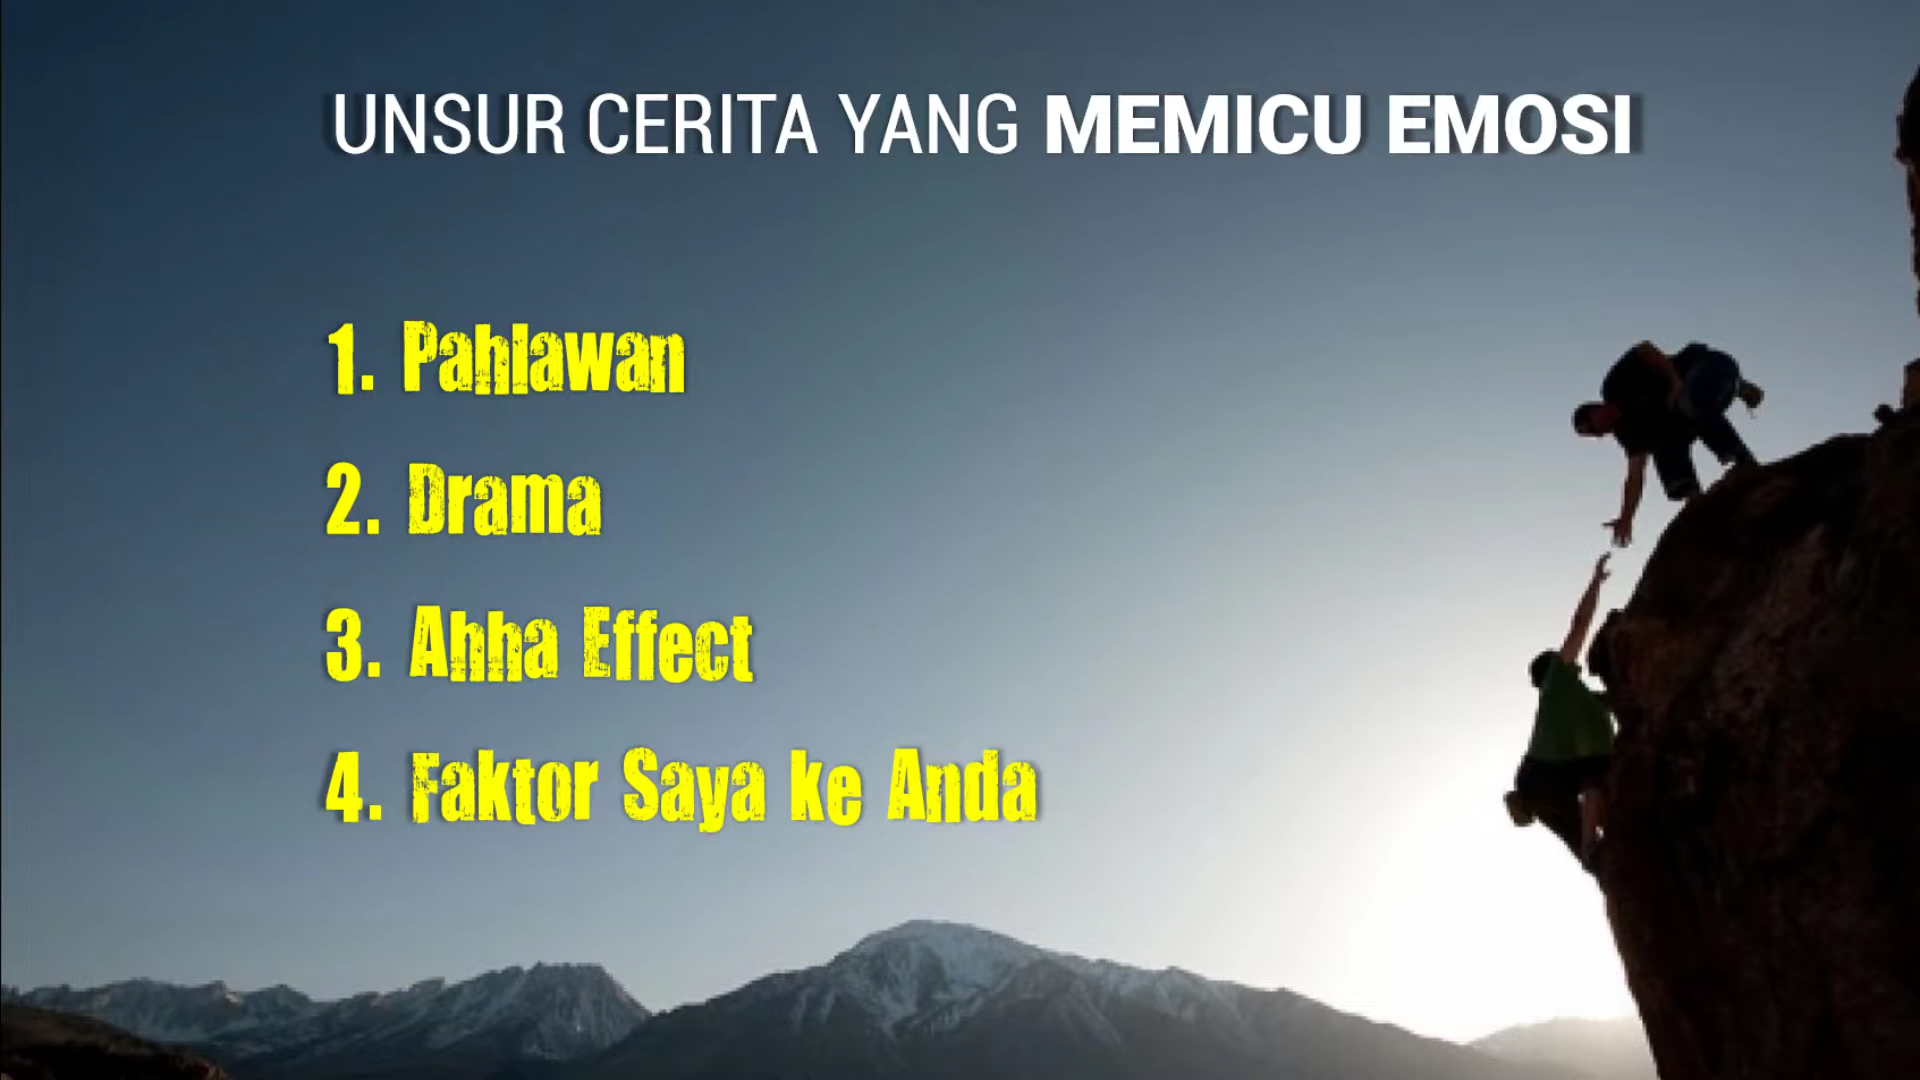 UNSUR CERITA YANG MEMICU EMOSI
1. Pahlawan
2. Drama
3. Ahha Effect
4. Faktor Saya ke Anda